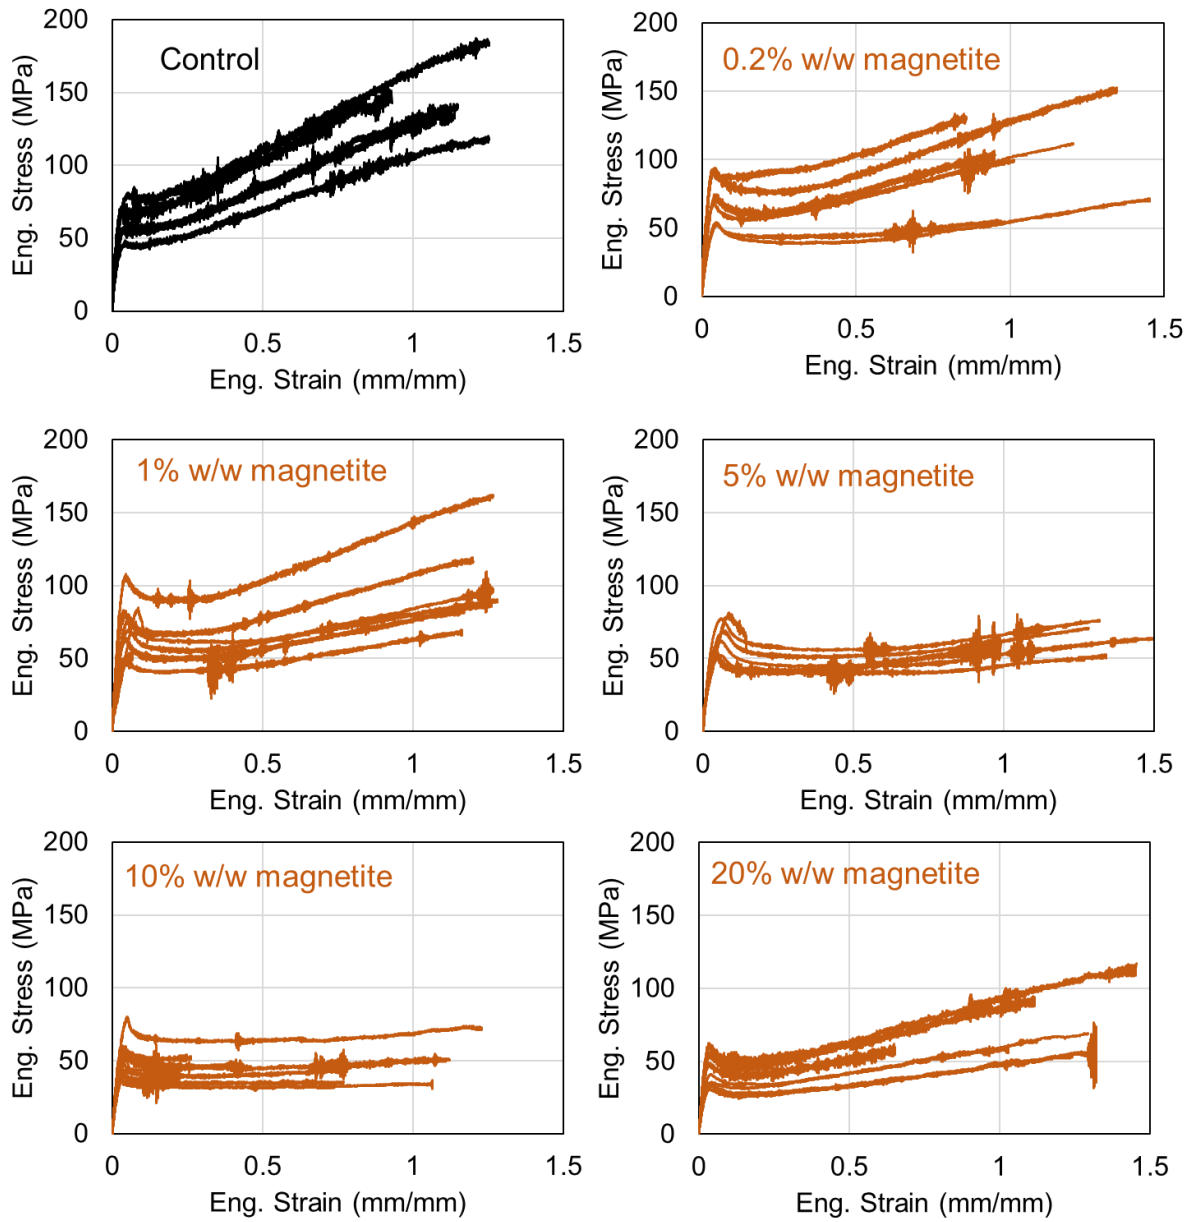 Control
200
150
100
50
0
Eng. Stress (MPa)
0 0.5 1 1.5
Eng. Strain (mm/mm)
0.2% w/w magnetite
200
150
100
50
0
Eng. Stress (MPa)
0 0.5 1 1.5
Eng. Strain (mm/mm)
1% w/w magnetite
200
150
100
50
0
Eng. Stress (MPa)
0 0.5 1 1.5
Eng. Strain (mm/mm)
5% w/w magnetite
200
150
100
50
0
Eng. Stress (MPa)
0 0.5 1 1.5
Eng. Strain (mm/mm)
10% w/w magnetite
200
150
100
50
0
Eng. Stress (MPa)
0 0.5 1 1.5
Eng. Strain (mm/mm)
20% w/w magnetite
200
150
100
50
0
Eng. Stress (MPa)
0 0.5 1 1.5
Eng. Strain (mm/mm)